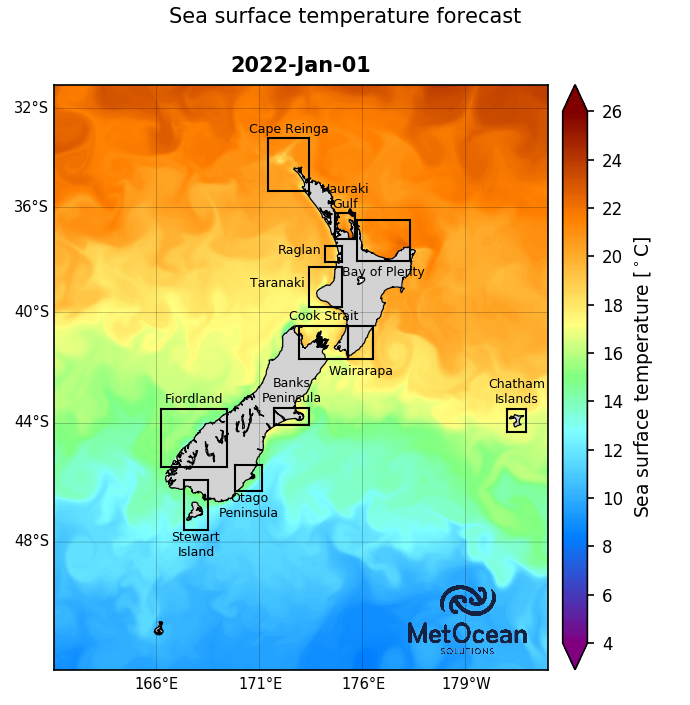 Sea surface temperature forecast
2022-Jan-01
32°S
36°S
40°S
44°S
48°S
Cape Reinga
Hauraki
Gulf
Raglan
Bay of Plenty
Taranaki
Cook Strait
Wairarapa
Banks
Peninsula
Fiordland
Chatham
Islands
Otago
Peninsula
Stewart
Island
MetOcean
SOLUTIONS
166°E
171°E
176°E
179°W
26
24
22
20
18
16
14
12
10
8
6
4
Sea surface temperature [°C]